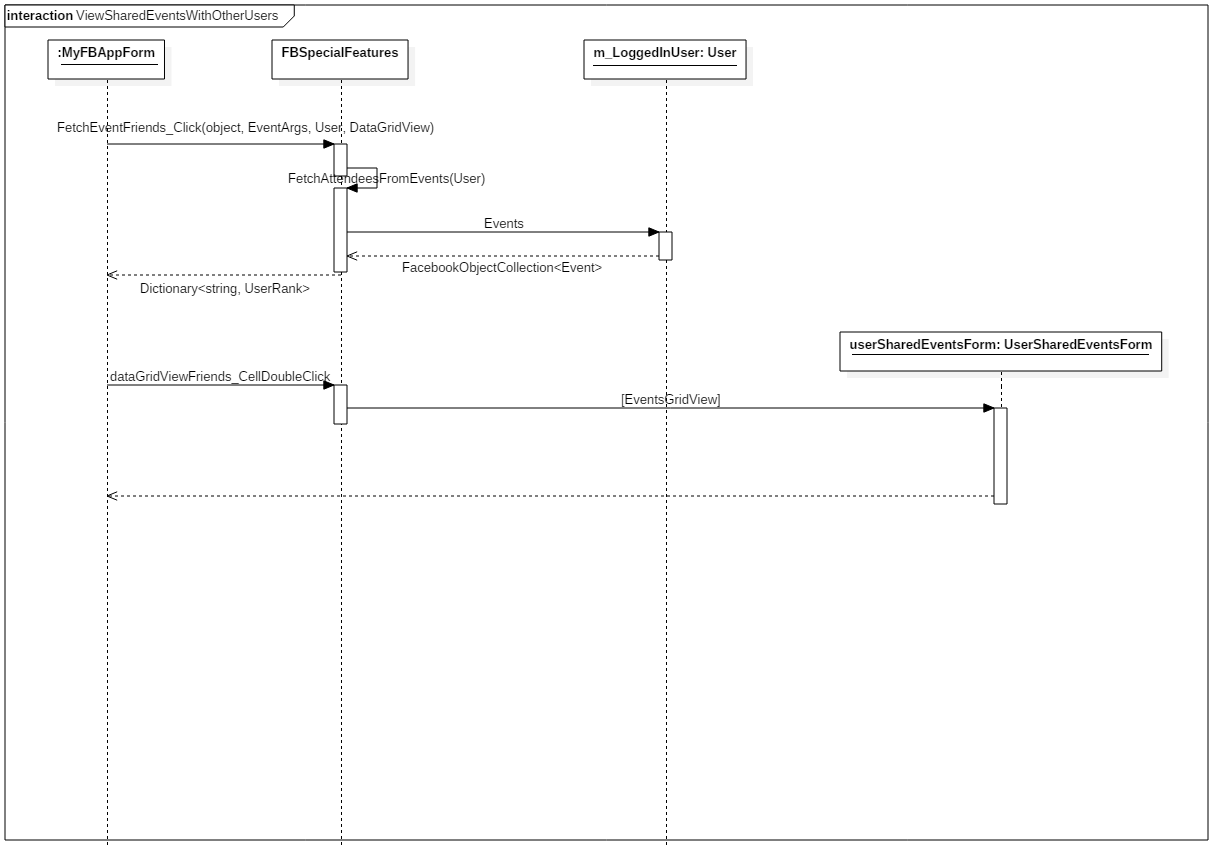 interaction ViewSharedEventsWithOtherUsers
:MyFBAppForm
FBSpecialFeatures
m_LoggedInUser: User
FetchEventFriends_Click(object, EventArgs, User, DataGridView)
FetchAttendeesFromEvents(User)
Events
FacebookObjectCollection<Event>
Dictionary<string, UserRank>
userSharedEventsForm: UserSharedEventsForm
dataGridViewFriends_CellDoubleClick
[EventsGridView]